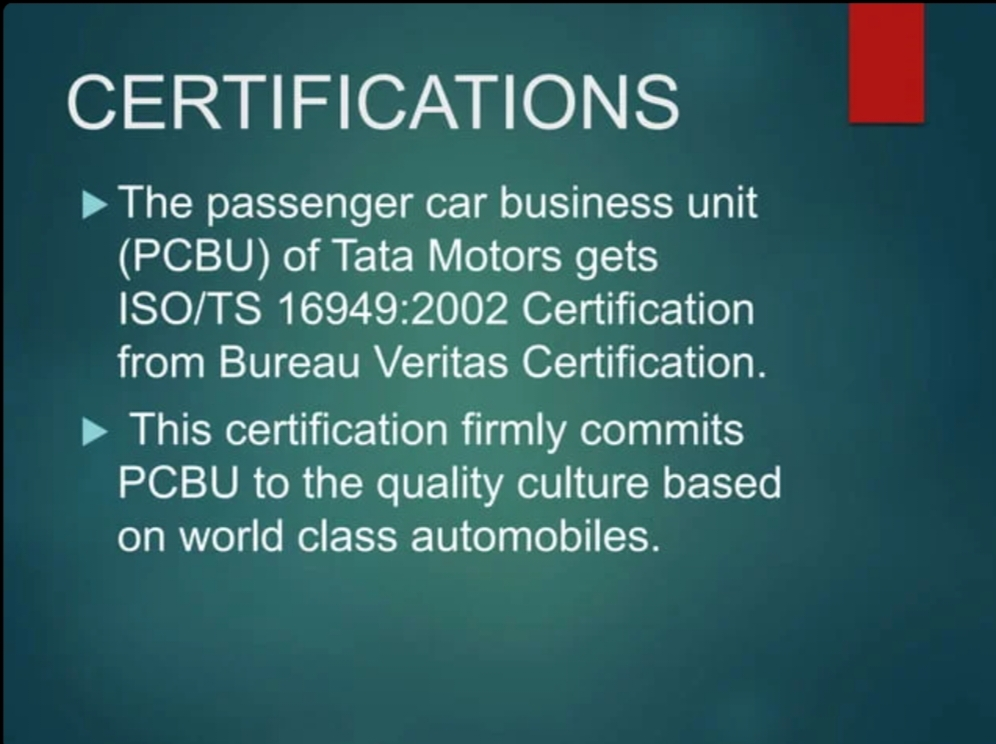 CERTIFICATIONS
The passenger car business unit
(PCBU) of Tata Motors gets
ISO/TS 16949:2002 Certification
from Bureau Veritas Certification.
This certification firmly commits
PCBU to the quality culture based
on world class automobiles.